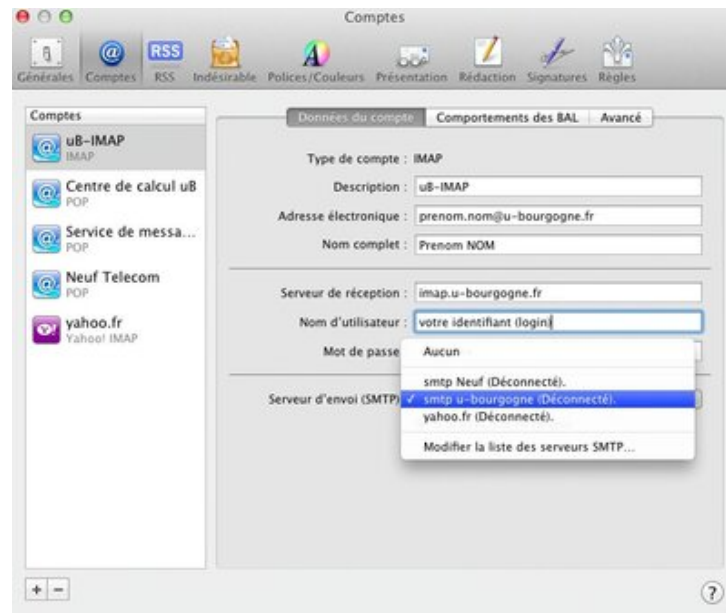 Comptes
Générales Comptes RSS Indésirable Polices/Couleurs Présentation Rédaction Signatures Règles
RSS
Comptes
uB-IMAP
IMAP
Centre de calcul uB
POP
Service de messa...
POP
Neuf Telecom
POP
yahoo.fr
Yahoo! IMAP
Données du compte Comportements des BAL Avancé
Type de compte : IMAP
Description : uB-IMAP
Adresse électronique : prenom.nom@u-bourgogne.fr
Nom complet : Prenom NOM
Serveur de réception : imap.u-bourgogne.fr
Nom d'utilisateur : votre identifiant (login)
Mot de passe
Serveur d'envoi (SMTP)
Aucun
smtp Neuf (Déconnecté).
✓ smtp u-bourgogne (Déconnecté).
yahoo.fr (Déconnecté).
Modifier la liste des serveurs SMTP...
+ − ?